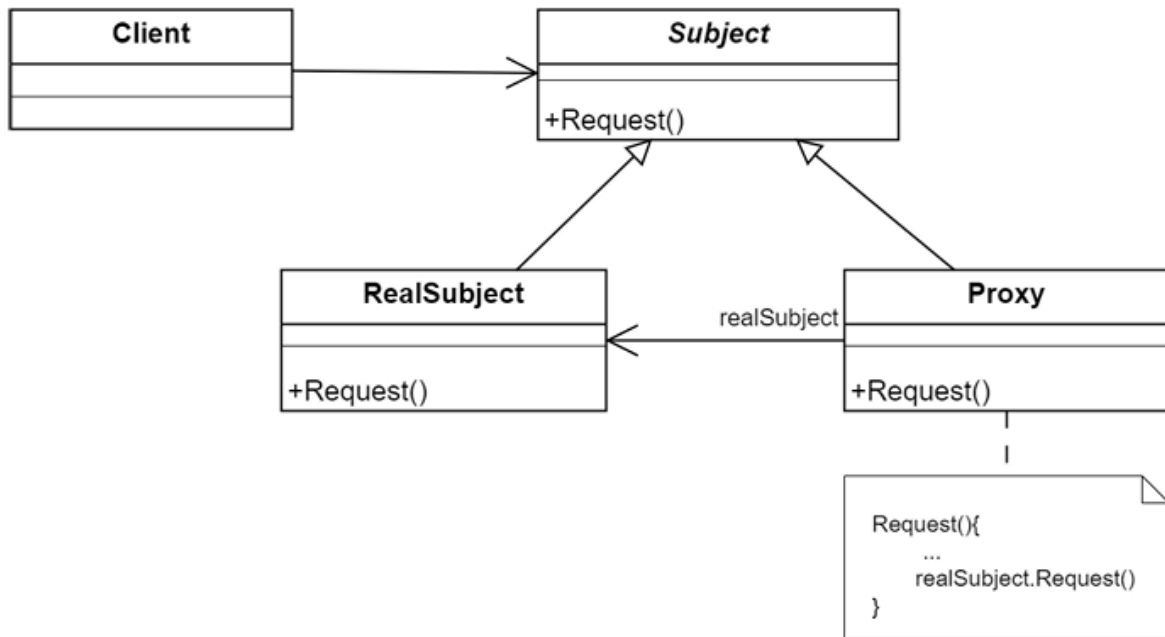 Client
Subject
+Request()
RealSubject
+Request()
realSubject
Proxy
+Request()
Request(){
...
realSubject.Request()
}